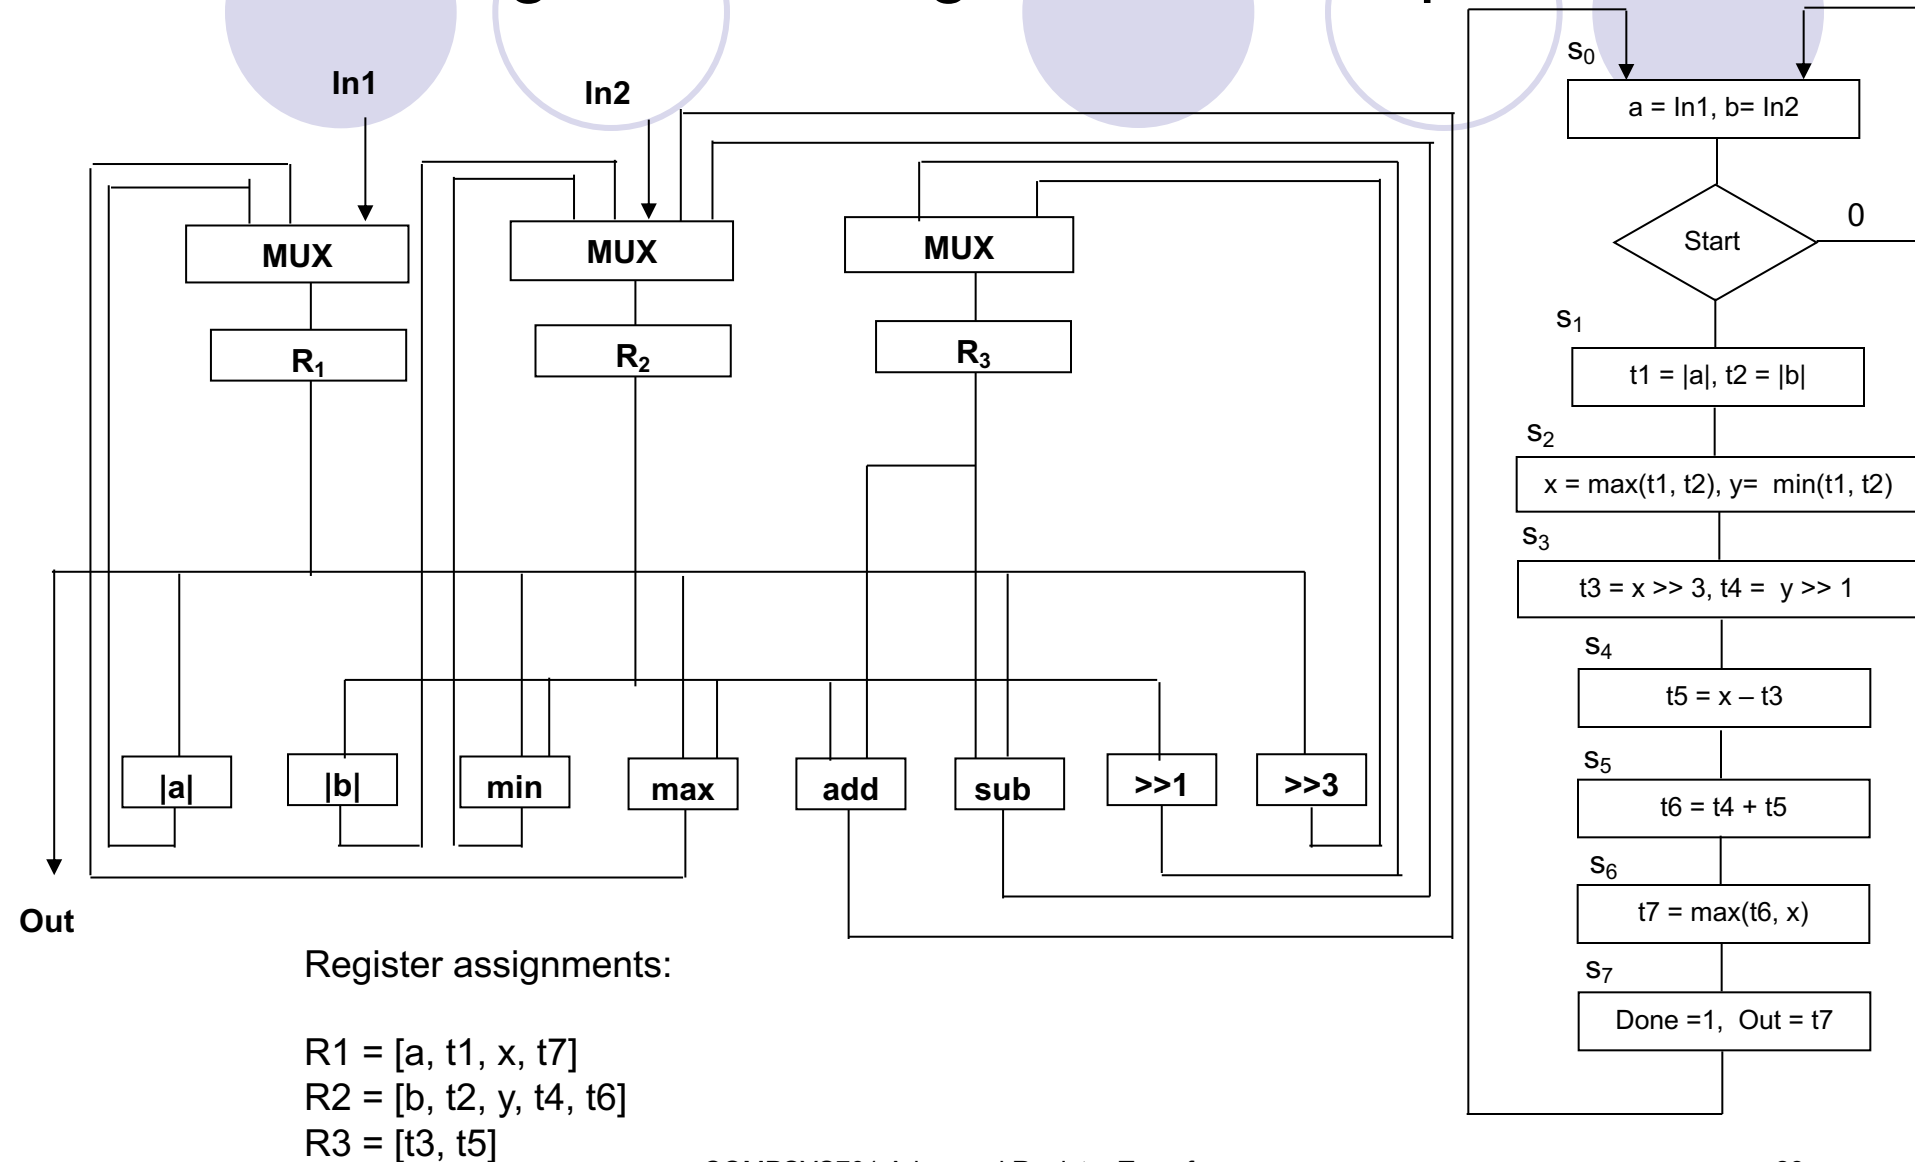 In1
In2
MUX
MUX
MUX
R1
R2
R3
|a|
|b|
min
max
add
sub
>>1
>>3
Out
Register assignments:
R1 = [a, t1, x, t7]
R2 = [b, t2, y, t4, t6]
R3 = [t3, t5]
s0
a = In1, b= In2
Start
0
s1
t1 = |a|, t2 = |b|
s2
x = max(t1, t2), y= min(t1, t2)
s3
t3 = x >> 3, t4 = y >> 1
s4
t5 = x – t3
s5
t6 = t4 + t5
s6
t7 = max(t6, x)
s7
Done =1, Out = t7